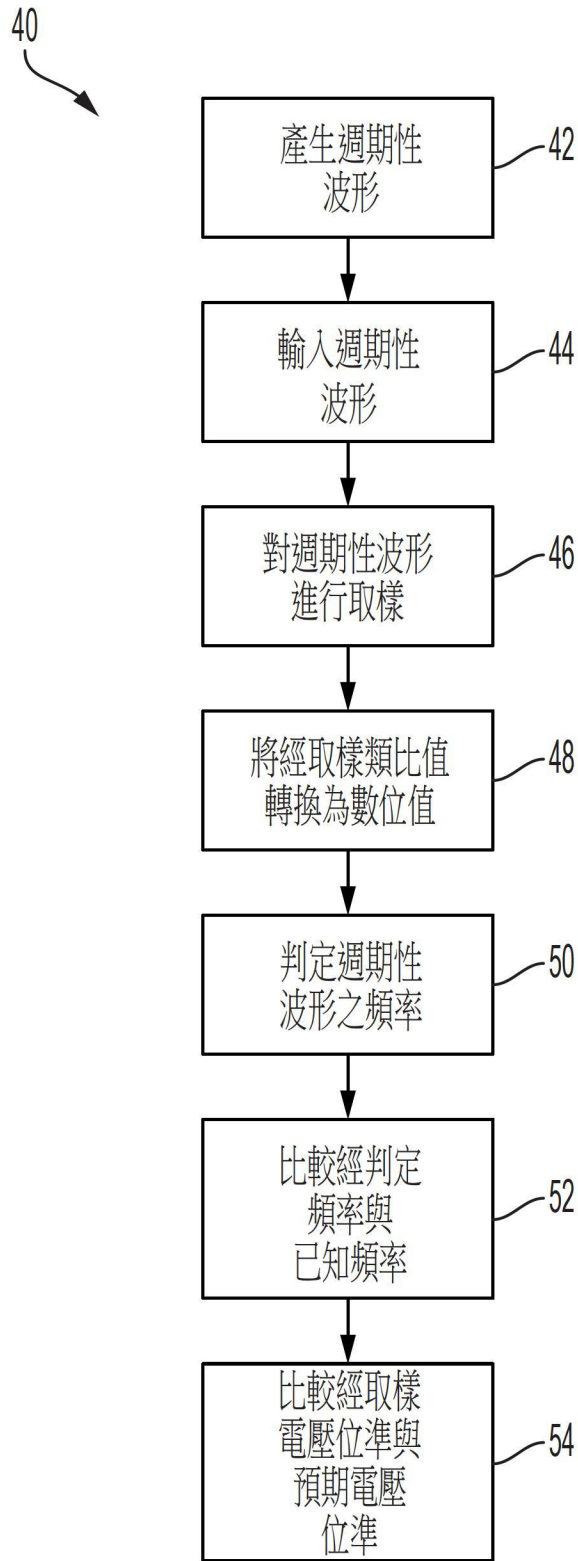 40
產生週期性
波形
42
輸入週期性
波形
44
對週期性波形
進行取樣
46
將經取樣類比值
轉換為數位值
48
判定週期性
波形之頻率
50
比較經判定
頻率與
已知頻率
52
比較經取樣
電壓位準與
預期電壓
位準
54